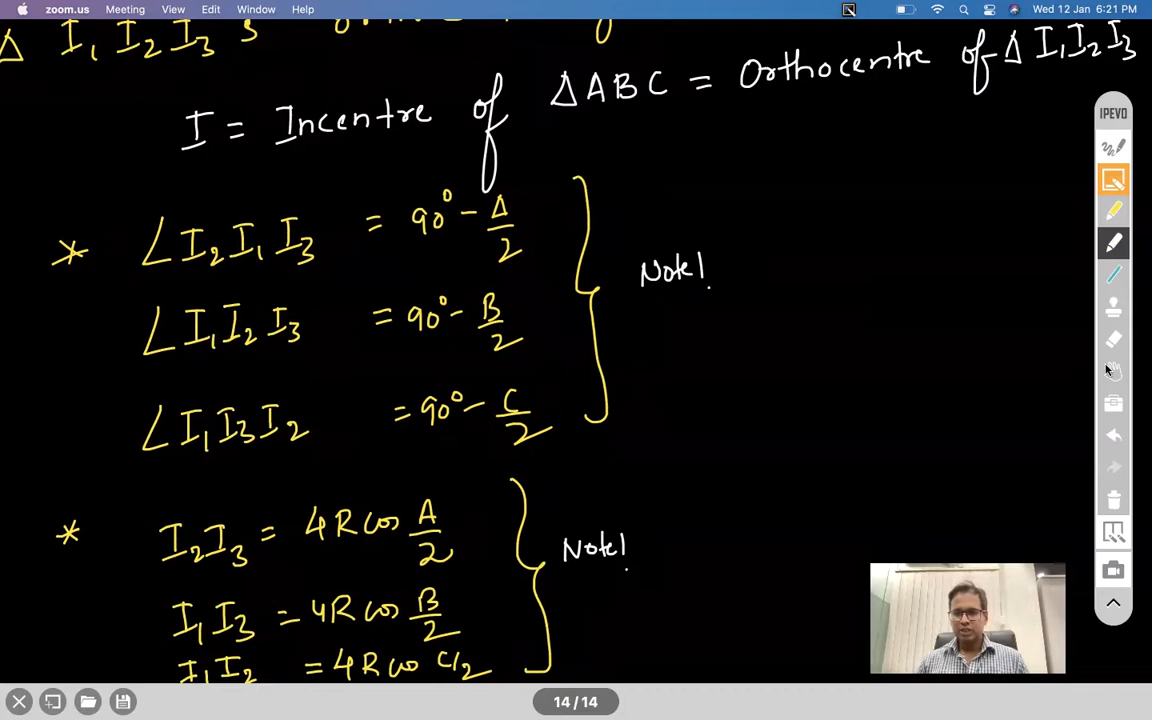 zoom.us Meeting View Edit Window Help Wed 12 Jan 6:21 PM
Δ I₁ I₂ I₃
I = Incentre of ΔABC = Orthocentre of Δ I₁I₂I₃
IPEVO
* ∠I₂I₁I₃ = 90° - A/2
∠I₁I₂I₃ = 90° - B/2
Note!
∠I₁I₃I₂ = 90° - C/2
* I₂I₃ = 4R cos A/2
Note!
I₁I₃ = 4R cos B/2
I₁I₂ = 4R cos C/2
14/14